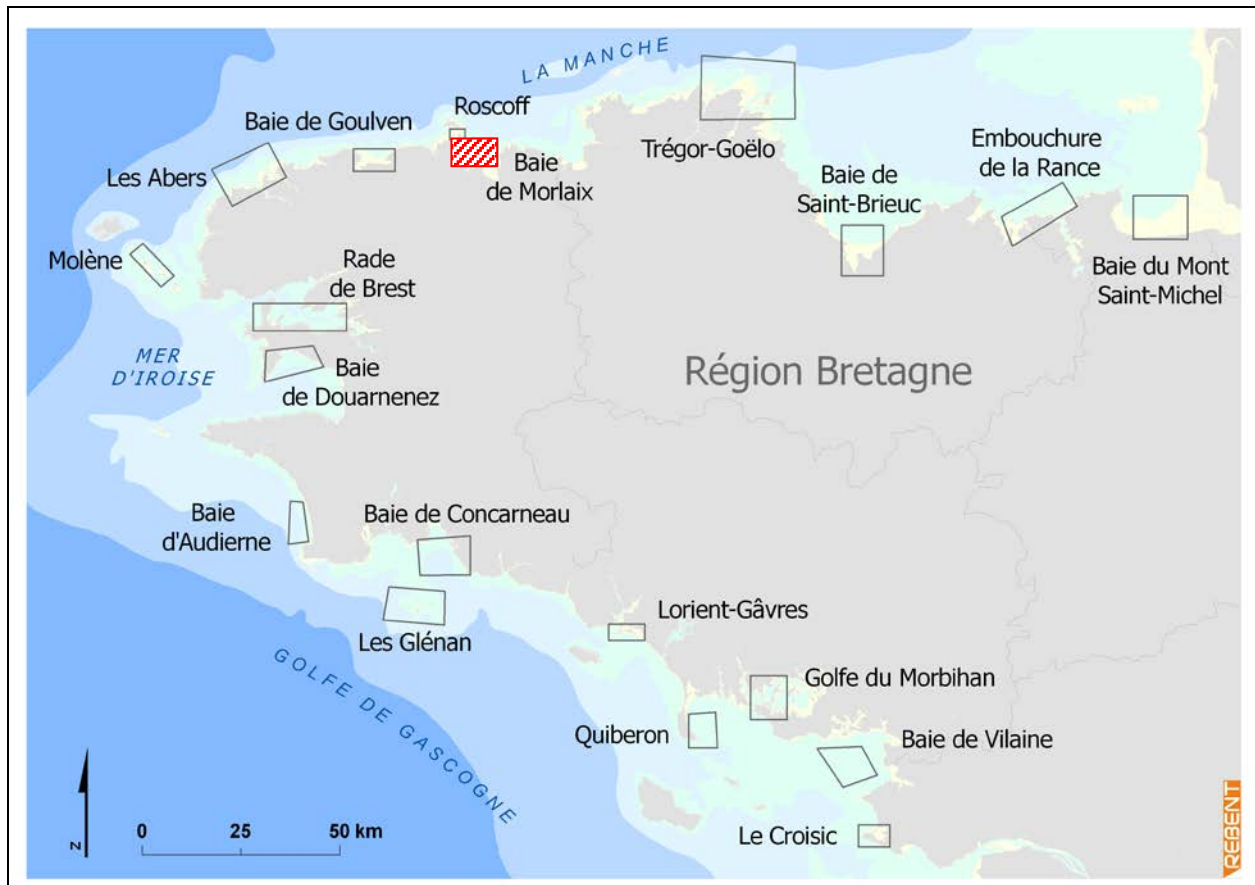 LA MANCHE
Roscoff
Baie de Goulven
Trégor-Goëlo
Embouchure
de la Rance
Les Abers
Baie
de Morlaix
Baie de
Saint-Brieuc
Molène
Rade
de Brest
Baie du Mont
Saint-Michel
MER
D'IROISE
Baie
de Douarnenez
Région Bretagne
Baie
d'Audierne
Baie de Concarneau
Lorient-Gâvres
Les Glénan
Golfe du Morbihan
GOLFE DE GASCOGNE
Quiberon
Baie de Vilaine
Le Croisic
N
0 25 50 km
REBENT